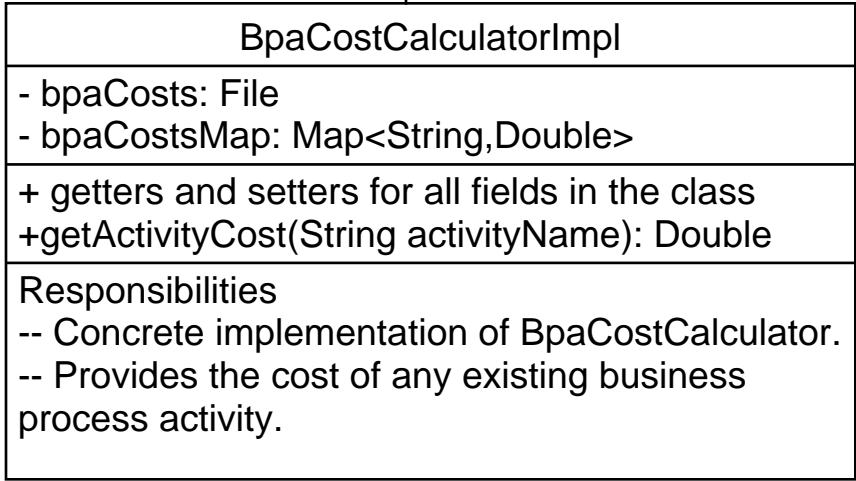 BpaCostCalculatorImpl
- bpaCosts: File
- bpaCostsMap: Map<String,Double>
+ getters and setters for all fields in the class
+getActivityCost(String activityName): Double
Responsibilities
-- Concrete implementation of BpaCostCalculator.
-- Provides the cost of any existing business
process activity.